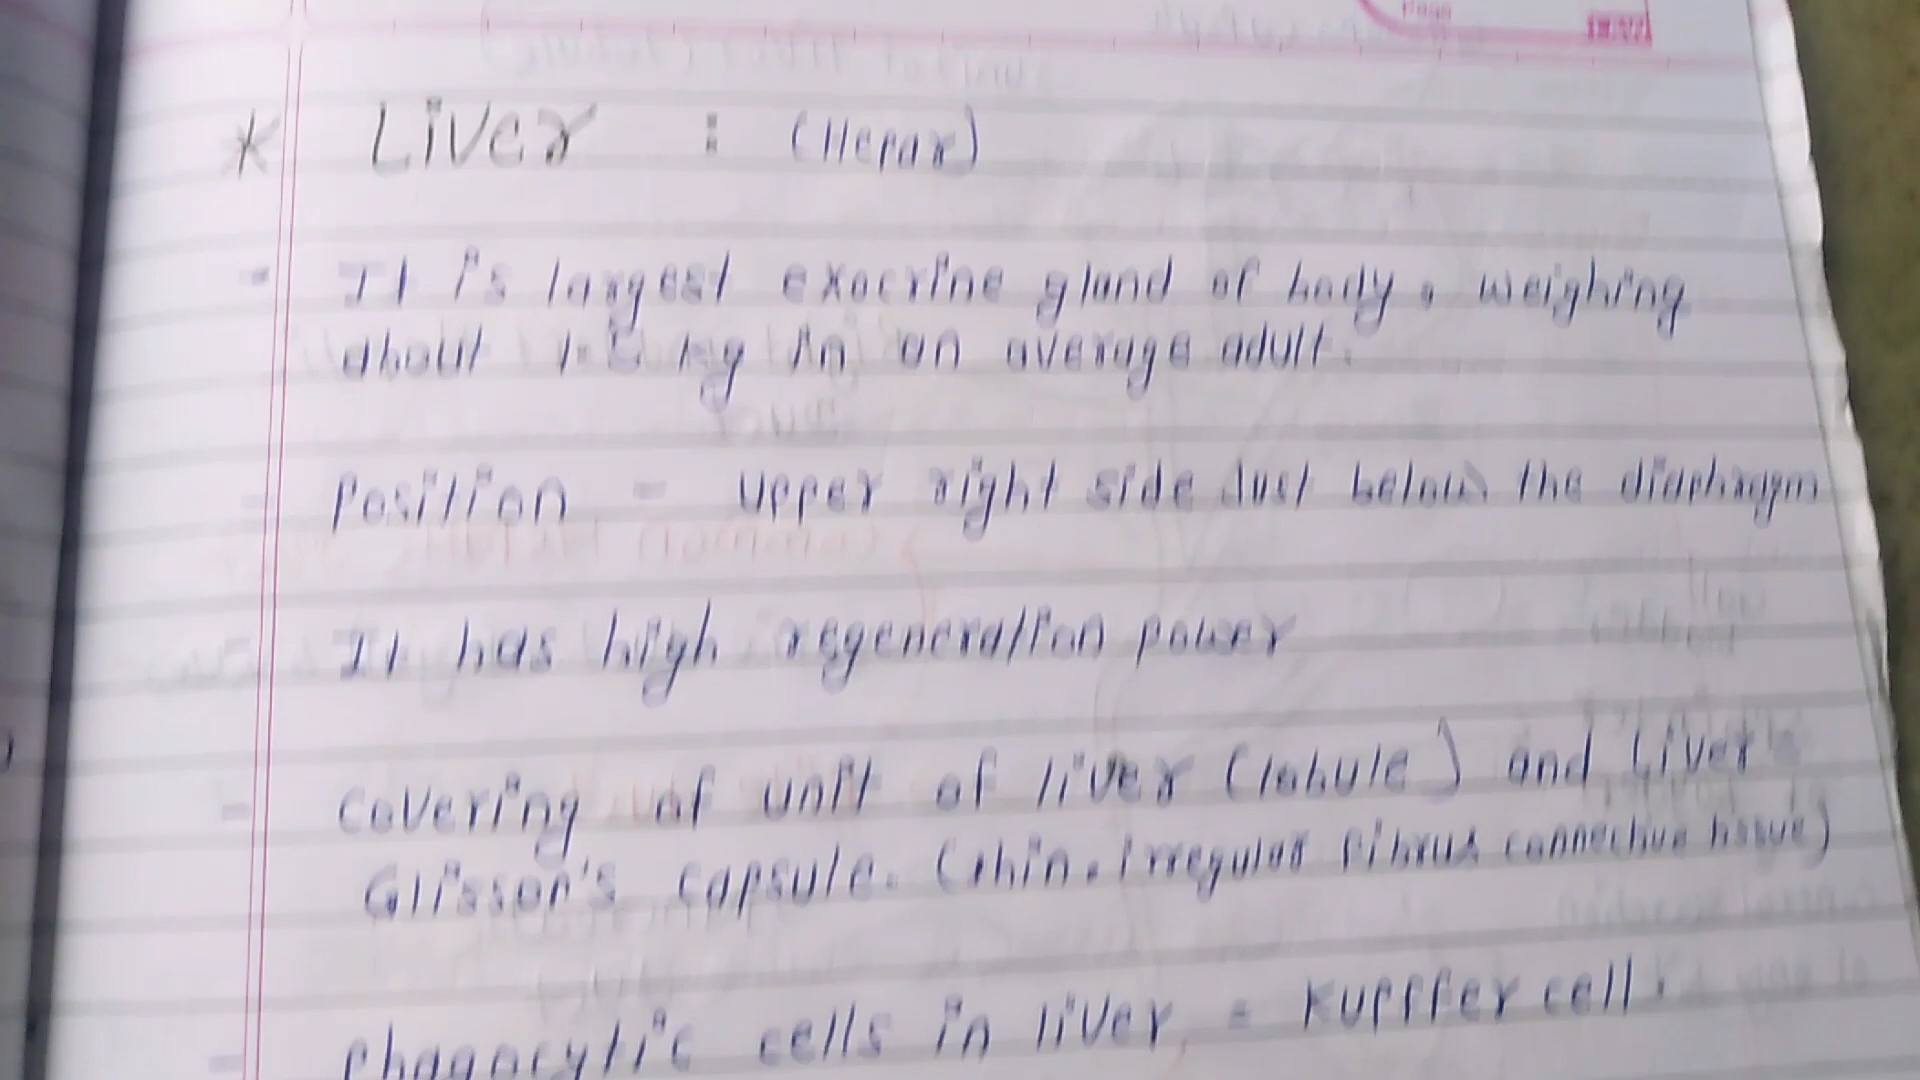 Page
* Liver : (Hepar)
- It is largest exocrine gland of body, weighing
about 1.5 kg in an average adult.
- Position - upper right side Just below the diaphragm
It has high regeneration power
- Covering of unit of liver (lobule) and Liver =
Glisson's capsule. (thin, irregular fibrus connective tissue)
- Phagocytic cells in liver = Kupffer cell.